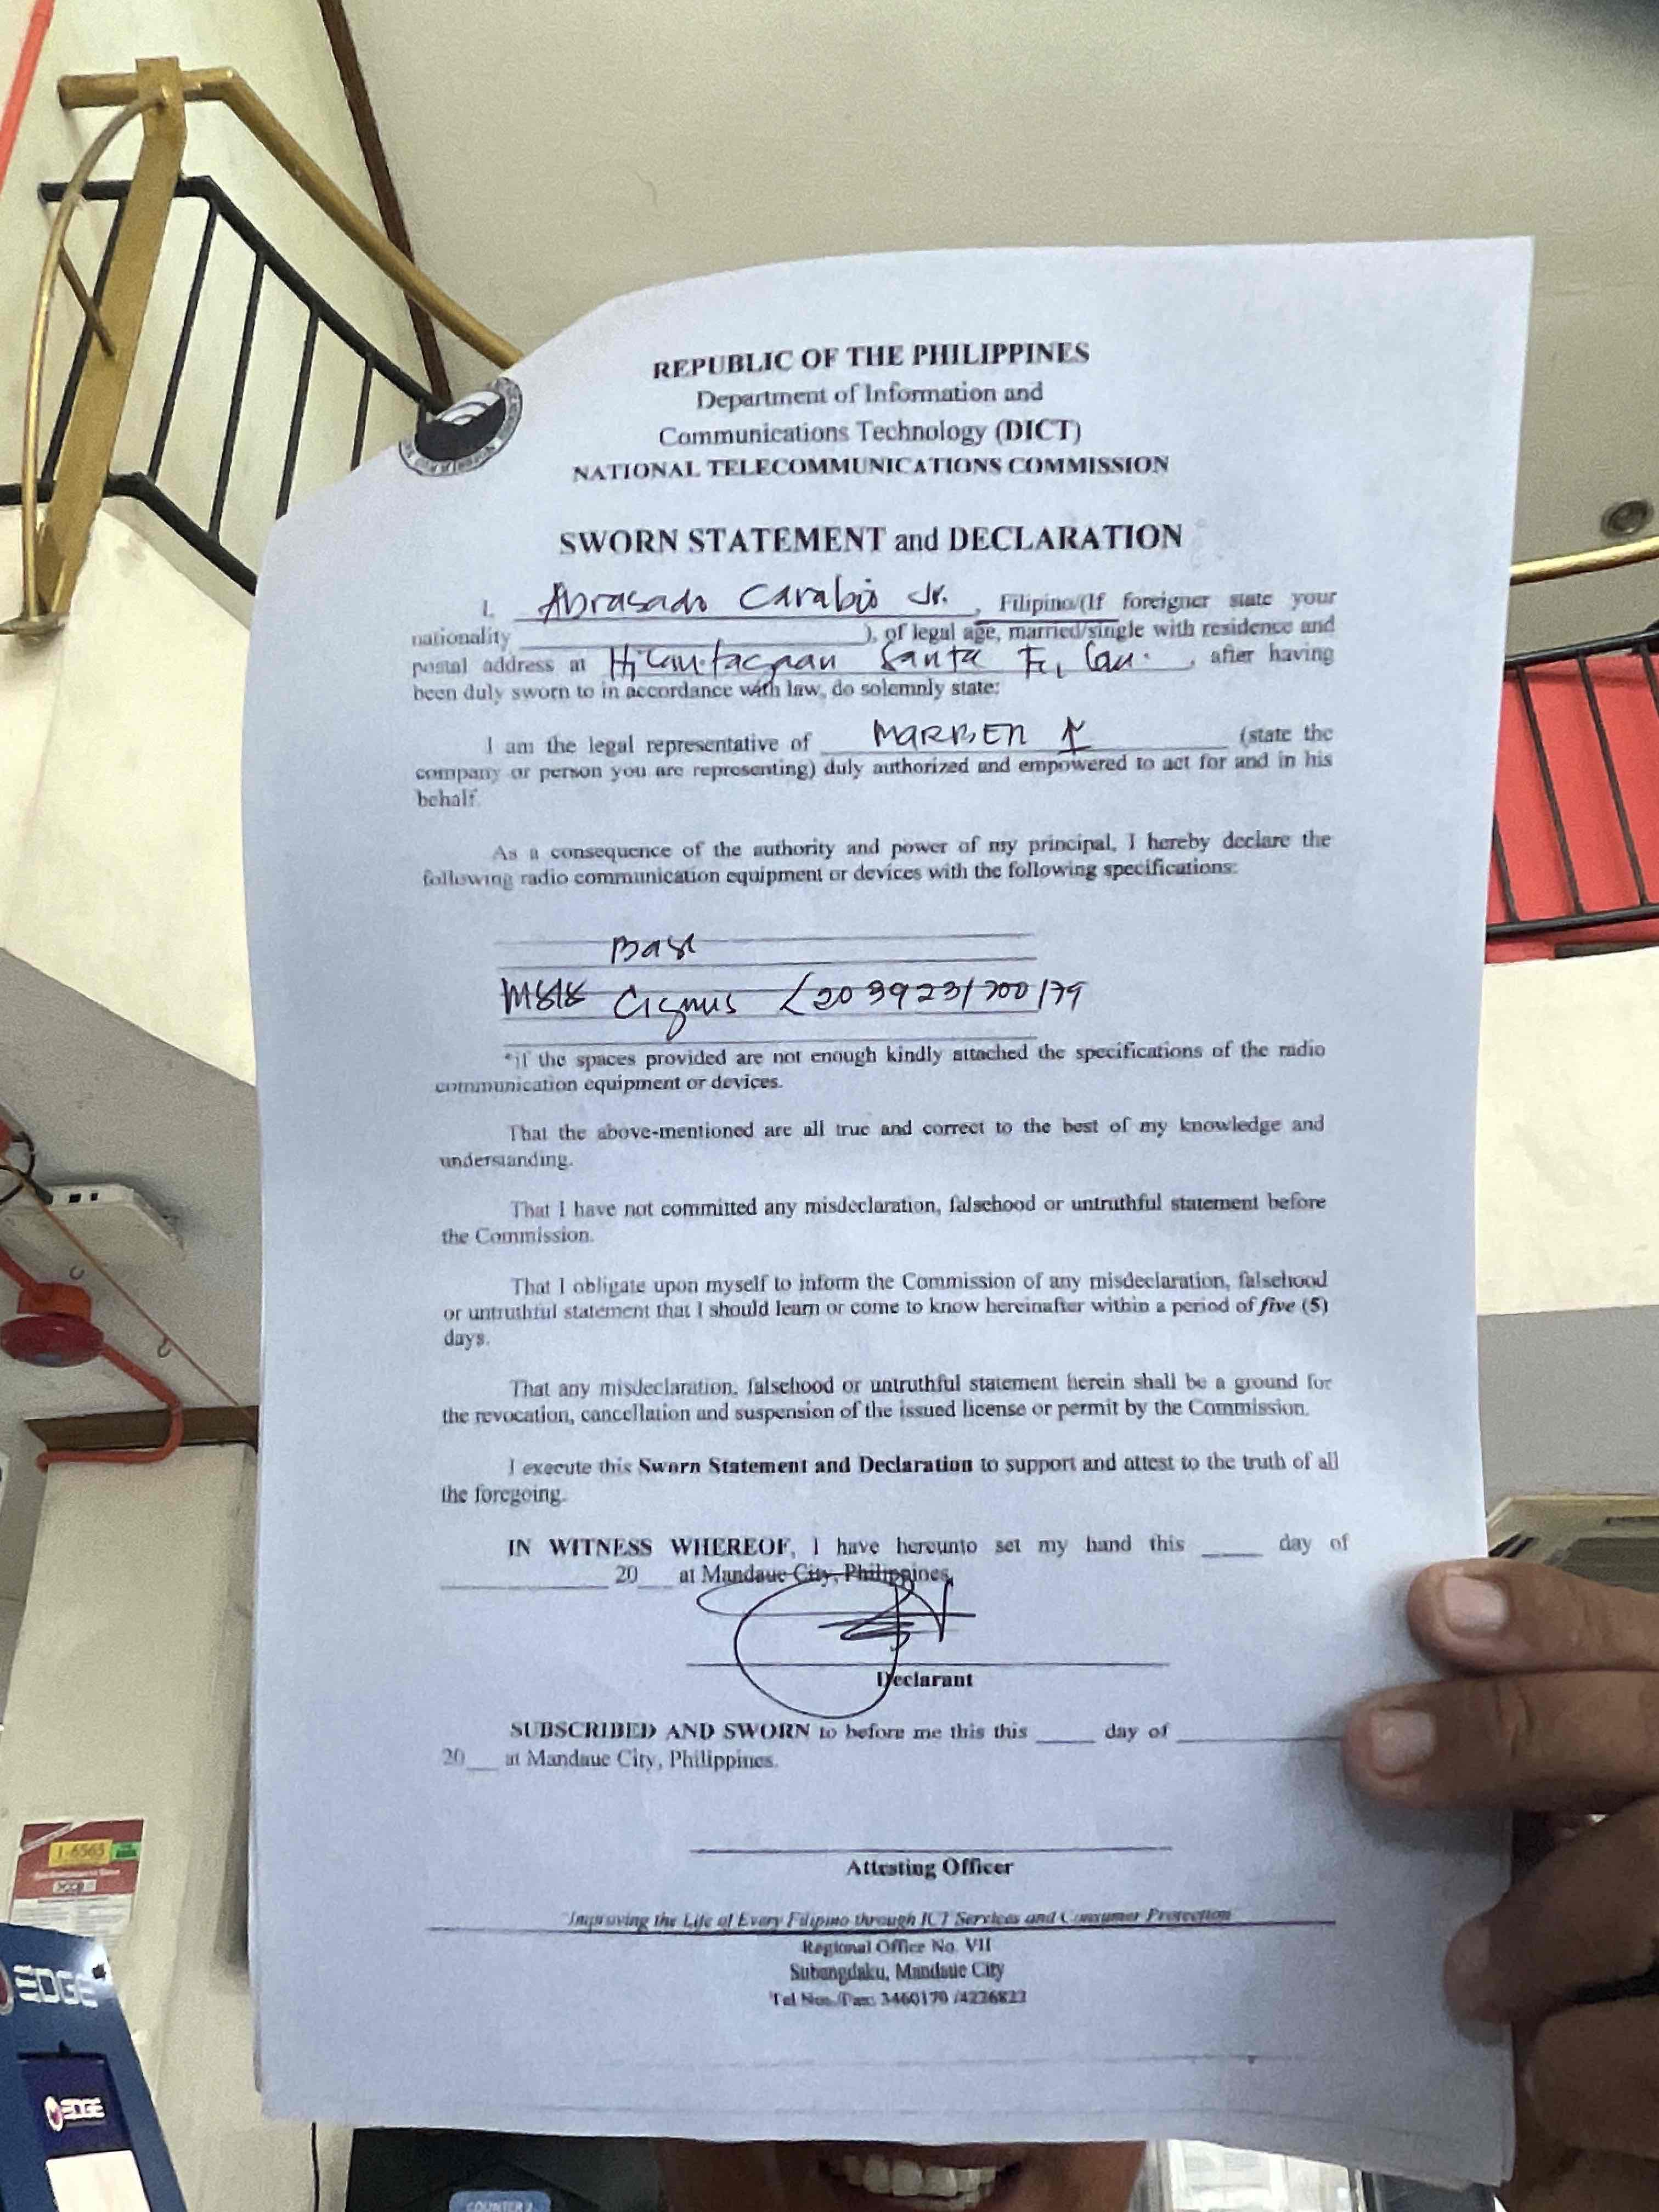 REPUBLIC OF THE PHILIPPINES
Department of Information and
Communications Technology (DICT)
NATIONAL TELECOMMUNICATIONS COMMISSION
SWORN STATEMENT and DECLARATION
I, Abrasado Carabio Jr. , Filipino/(If foreigner state your
nationality ____________), of legal age, married/single with residence and
postal address at Hilantagaan Santa Fe, , after having
been duly sworn to in accordance with law, do solemnly state:
I am the legal representative of MARBEN I (state the
company or person you are representing) duly authorized and empowered to act for and in his
behalf.
As a consequence of the authority and power of my principal, I hereby declare the
following radio communication equipment or devices with the following specifications:
Base
Cignus (203923/700/79
*if the spaces provided are not enough kindly attached the specifications of the radio
communication equipment or devices.
That the above-mentioned are all true and correct to the best of my knowledge and
understanding.
That I have not committed any misdeclaration, falsehood or untruthful statement before
the Commission.
That I obligate upon myself to inform the Commission of any misdeclaration, falsehood
or untruthful statement that I should learn or come to know hereinafter within a period of five (5)
days.
That any misdeclaration, falsehood or untruthful statement herein shall be a ground for
the revocation, cancellation and suspension of the issued license or permit by the Commission.
I execute this Sworn Statement and Declaration to support and attest to the truth of all
the foregoing.
IN WITNESS WHEREOF, I have hereunto set my hand this _____ day of
____________ 20___ at Mandaue City, Philippines.
Declarant
SUBSCRIBED AND SWORN to before me this this _____ day of ____________
20___ at Mandaue City, Philippines.
Attesting Officer
"Improving the Life of Every Filipino through ICT Services and Consumer Protection"
Regional Office No. VII
Subangdaku, Mandaue City
Tel Nos./Fax: 3460170 /4226822
1-6565
EDGE
EDGE
COUNTER 2